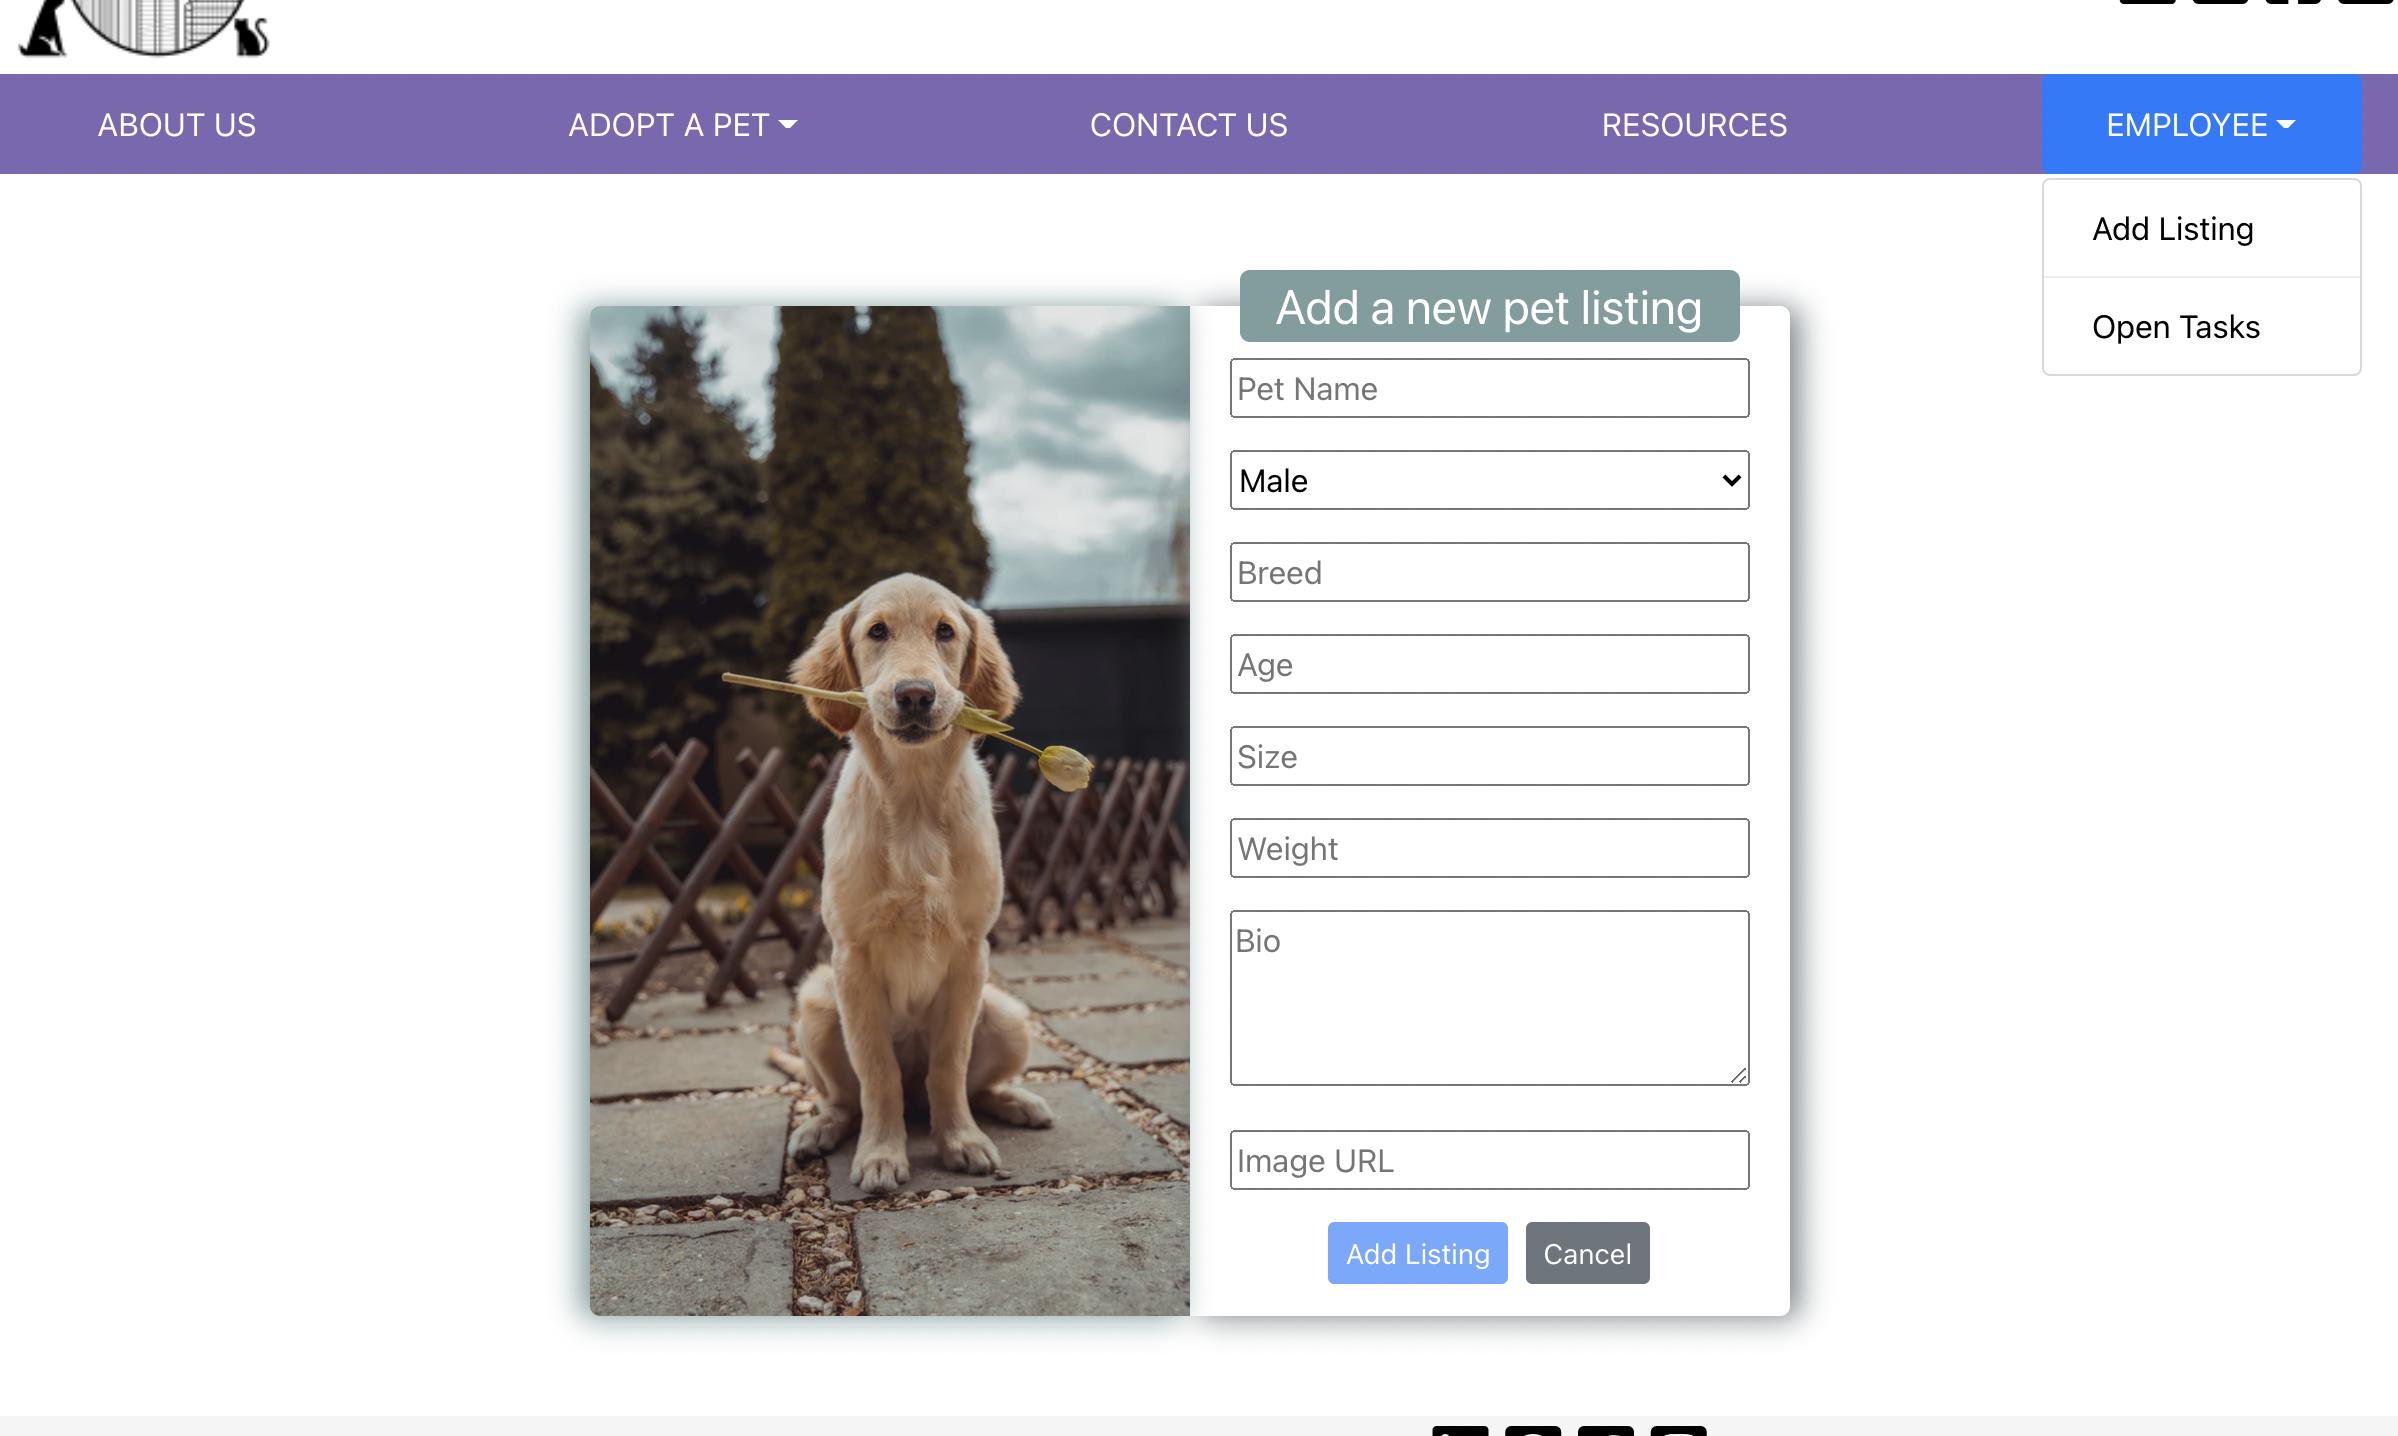 ABOUT US
ADOPT A PET
CONTACT US
RESOURCES
EMPLOYEE
Add Listing
Open Tasks
Add a new pet listing
Pet Name
Male
Breed
Age
Size
Weight
Bio
Image URL
Add Listing
Cancel